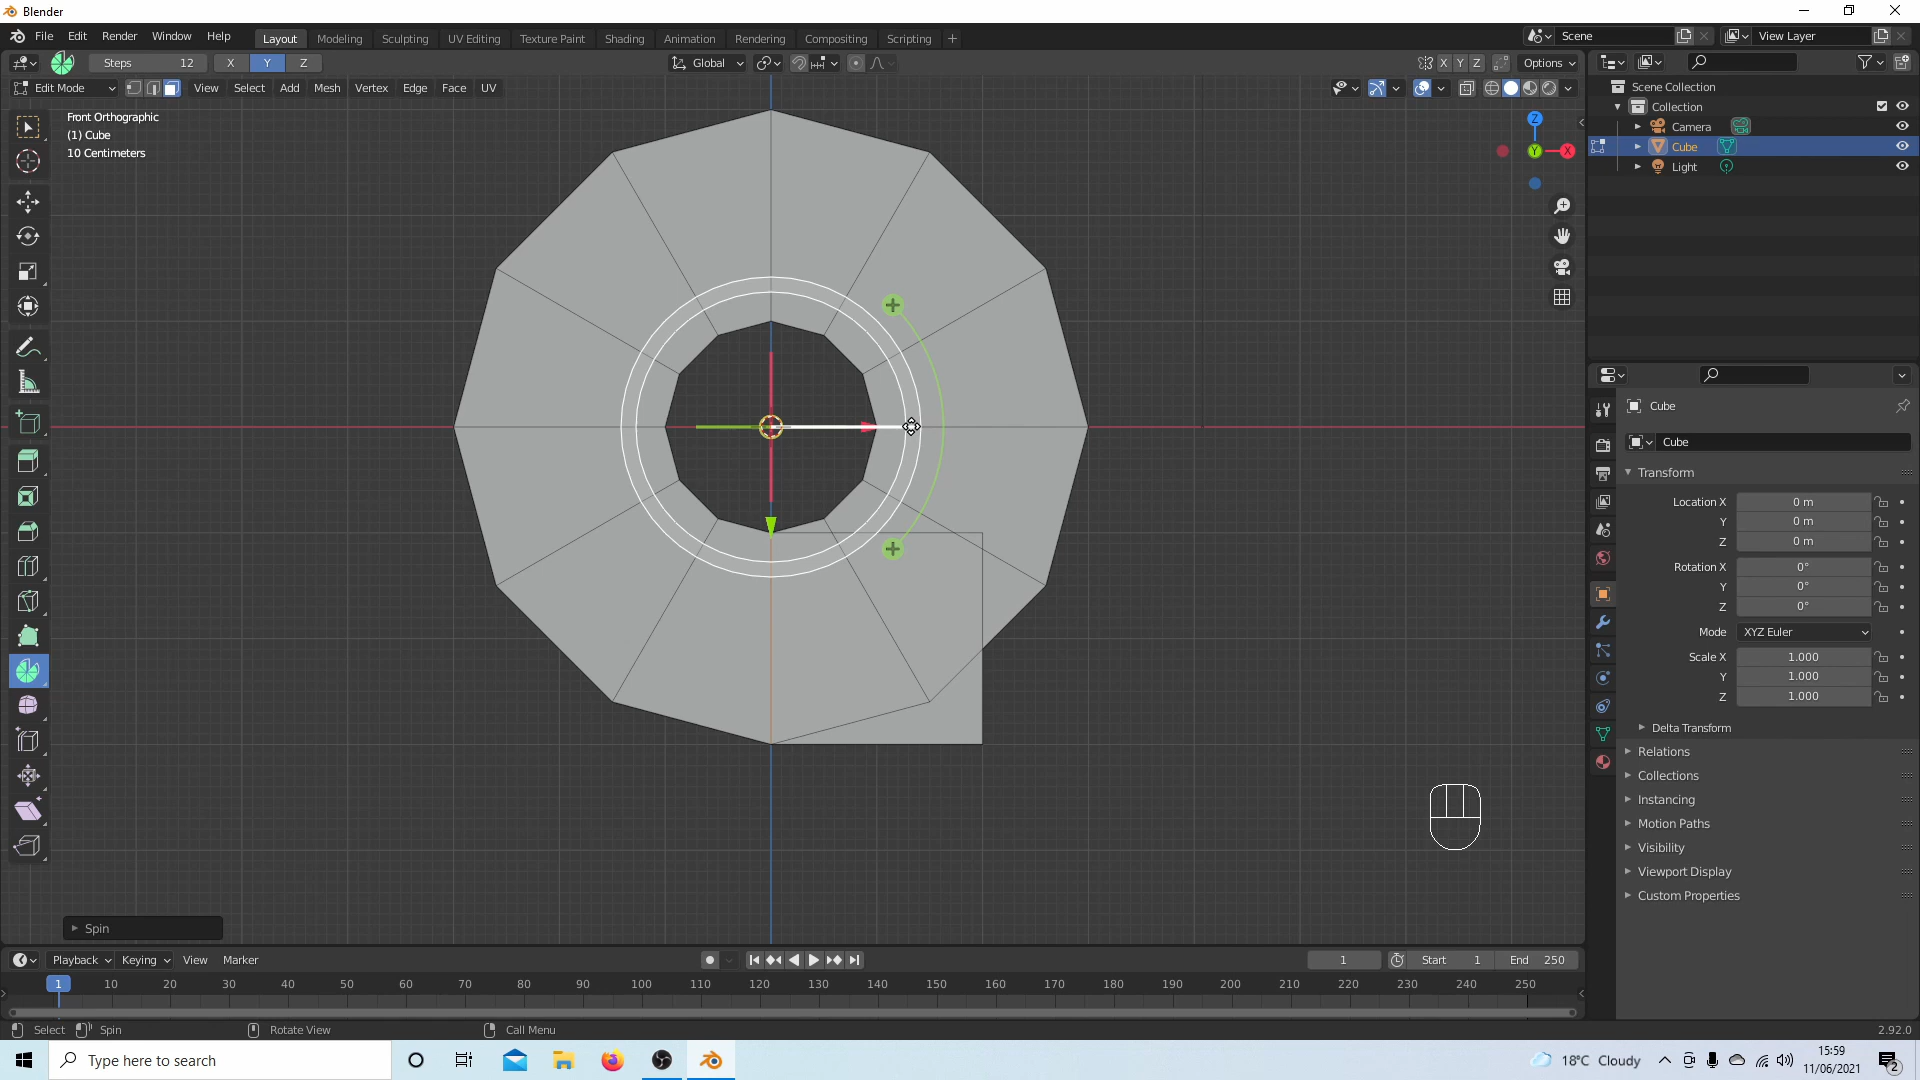 Blender
File Edit Render Window Help Layout Modeling Sculpting UV Editing Texture Paint Shading Animation Rendering Compositing Scripting + Scene View Layer
Steps 12 X Y Z Global X Y Z Options
Edit Mode View Select Add Mesh Vertex Edge Face UV
Front Orthographic
(1) Cube
10 Centimeters
Z
Y
X
Scene Collection
Collection
Camera
Cube
Light
Cube
Cube
Transform
Location X 0 m
Y 0 m
Z 0 m
Rotation X 0°
Y 0°
Z 0°
Mode XYZ Euler
Scale X 1.000
Y 1.000
Z 1.000
Delta Transform
Relations
Collections
Instancing
Motion Paths
Visibility
Viewport Display
Custom Properties
Spin
Playback Keying View Marker 1 Start 1 End 250
1 10 20 30 40 50 60 70 80 90 100 110 120 130 140 150 160 170 180 190 200 210 220 230 240 250
Select Spin Rotate View Call Menu 2.92.0
Type here to search 18°C Cloudy 15:59
11/06/2021
2